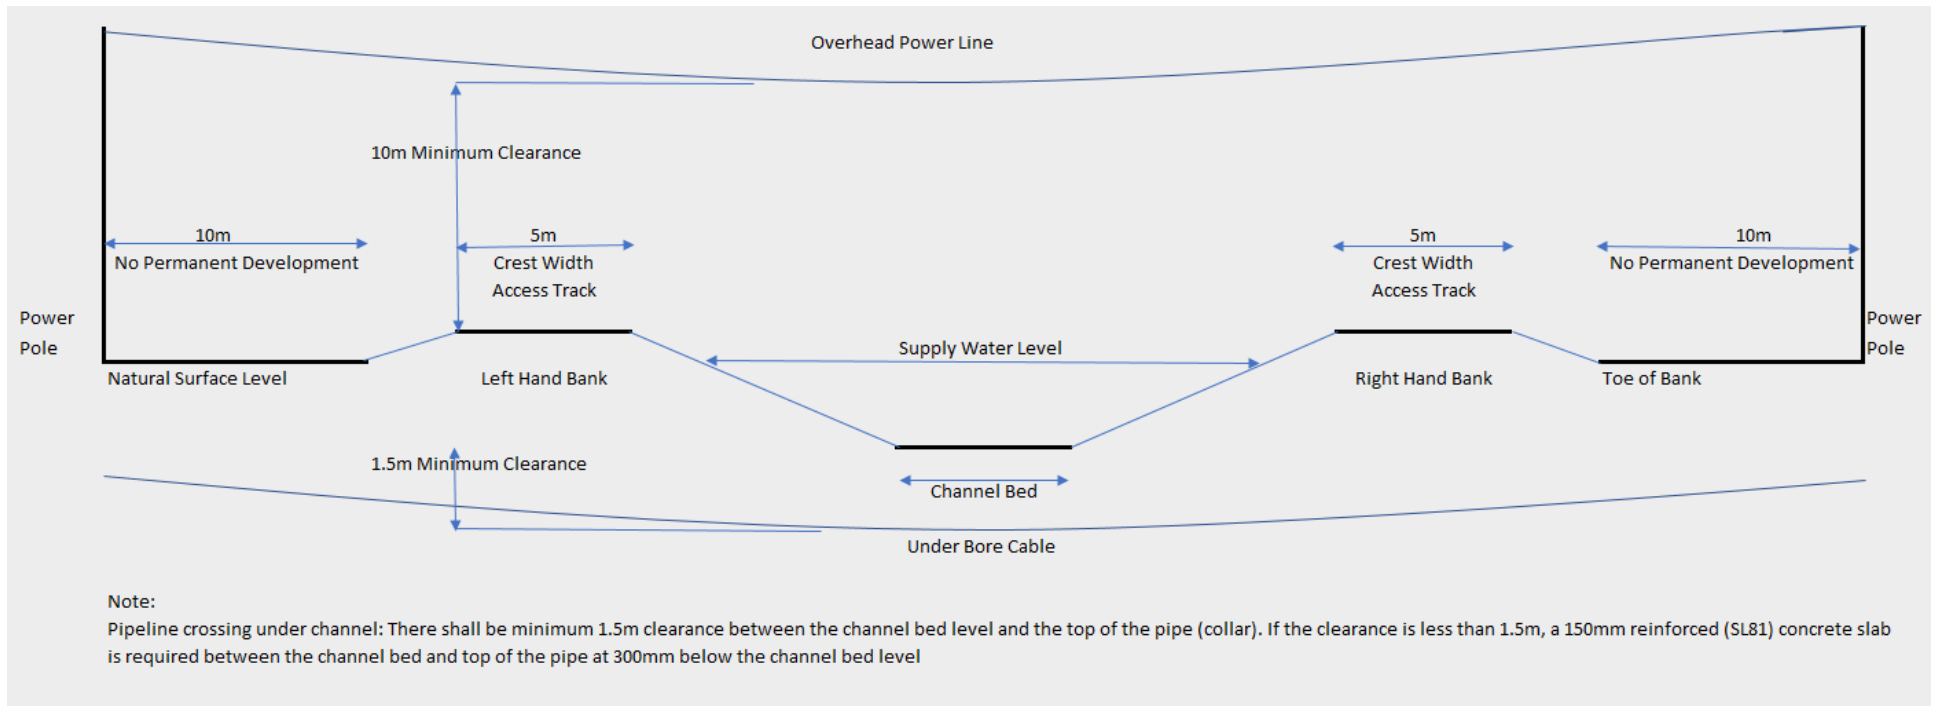 Overhead Power Line
10m Minimum Clearance
10m
No Permanent Development
5m
Crest Width
Access Track
5m
Crest Width
Access Track
10m
No Permanent Development
Power
Pole
Supply Water Level
Power
Pole
Natural Surface Level
Left Hand Bank
Right Hand Bank
Toe of Bank
1.5m Minimum Clearance
Channel Bed
Under Bore Cable
Note:
Pipeline crossing under channel: There shall be minimum 1.5m clearance between the channel bed level and the top of the pipe (collar). If the clearance is less than 1.5m, a 150mm reinforced (SL81) concrete slab
is required between the channel bed and top of the pipe at 300mm below the channel bed level